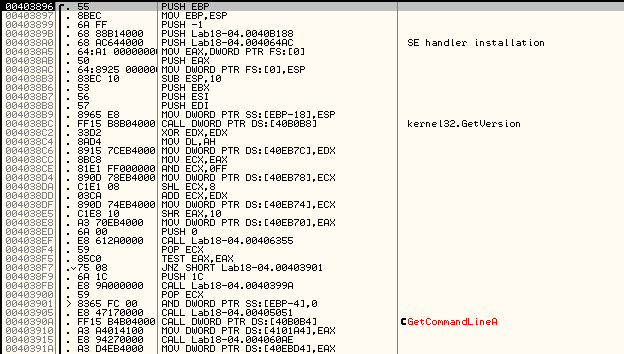 00403896 . 55 PUSH EBP
00403897 . 8BEC MOV EBP,ESP
00403899 . 6A FF PUSH -1
0040389B . 68 88B14000 PUSH Lab18-04.0040B188
004038A0 . 68 AC644000 PUSH Lab18-04.004064AC SE handler installation
004038A5 . 64:A1 0000000 MOV EAX,DWORD PTR FS:[0]
004038AB . 50 PUSH EAX
004038AC . 64:8925 00000 MOV DWORD PTR FS:[0],ESP
004038B3 . 83EC 10 SUB ESP,10
004038B6 . 53 PUSH EBX
004038B7 . 56 PUSH ESI
004038B8 . 57 PUSH EDI
004038B9 . 8965 E8 MOV DWORD PTR SS:[EBP-18],ESP
004038BC . FF15 B8B04000 CALL DWORD PTR DS:[40B0B8] kernel32.GetVersion
004038C2 . 33D2 XOR EDX,EDX
004038C4 . 8AD4 MOV DL,AH
004038C6 . 8915 7CEB4000 MOV DWORD PTR DS:[40EB7C],EDX
004038CC . 8BC8 MOV ECX,EAX
004038CE . 81E1 FF000000 AND ECX,0FF
004038D4 . 890D 78EB4000 MOV DWORD PTR DS:[40EB78],ECX
004038DA . C1E1 08 SHL ECX,8
004038DD . 03CA ADD ECX,EDX
004038DF . 890D 74EB4000 MOV DWORD PTR DS:[40EB74],ECX
004038E5 . C1E8 10 SHR EAX,10
004038E8 . A3 70EB4000 MOV DWORD PTR DS:[40EB70],EAX
004038ED . 6A 00 PUSH 0
004038EF . E8 612A0000 CALL Lab18-04.00406355
004038F4 . 59 POP ECX
004038F5 . 85C0 TEST EAX,EAX
004038F7 . 75 08 JNZ SHORT Lab18-04.00403901
004038F9 . 6A 1C PUSH 1C
004038FB . E8 9A000000 CALL Lab18-04.0040399A
00403900 . 59 POP ECX
00403901 > 8365 FC 00 AND DWORD PTR SS:[EBP-4],0
00403905 . E8 47170000 CALL Lab18-04.00405051
0040390A . FF15 B4B04000 CALL DWORD PTR DS:[40B0B4] GetCommandLineA
00403910 . A3 A4014100 MOV DWORD PTR DS:[4101A4],EAX
00403915 . E8 94270000 CALL Lab18-04.004060AE
0040391A . A3 D4EB4000 MOV DWORD PTR DS:[40EBD4],EAX